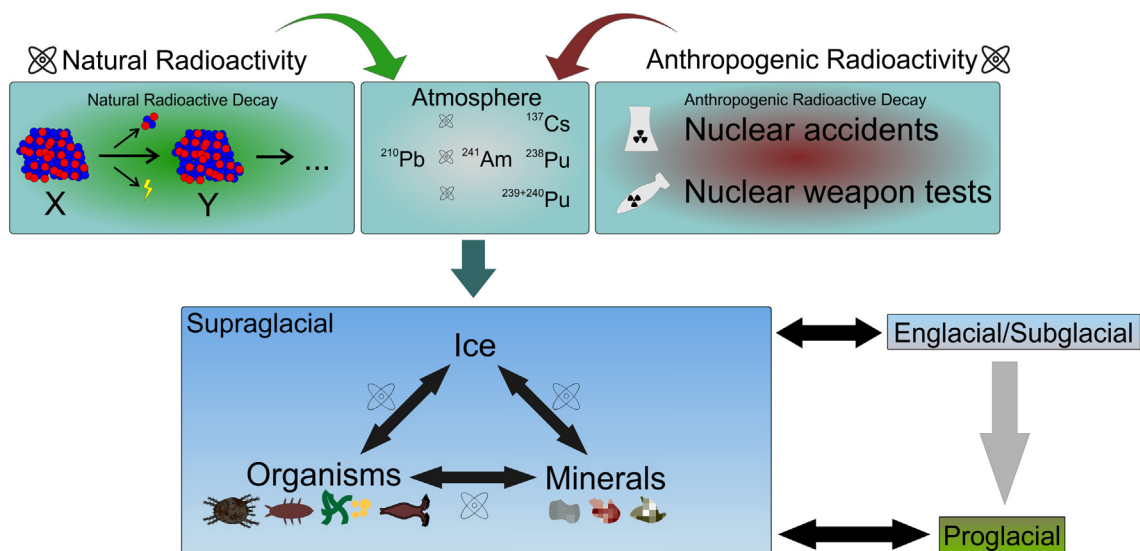 Natural Radioactivity
Anthropogenic Radioactivity
Natural Radioactive Decay
X
Y
...
Atmosphere
¹³⁷Cs
²¹⁰Pb ²⁴¹Am ²³⁸Pu
²³⁹⁺²⁴⁰Pu
Anthropogenic Radioactive Decay
Nuclear accidents
Nuclear weapon tests
Supraglacial
Ice
Organisms
Minerals
Englacial/Subglacial
Proglacial